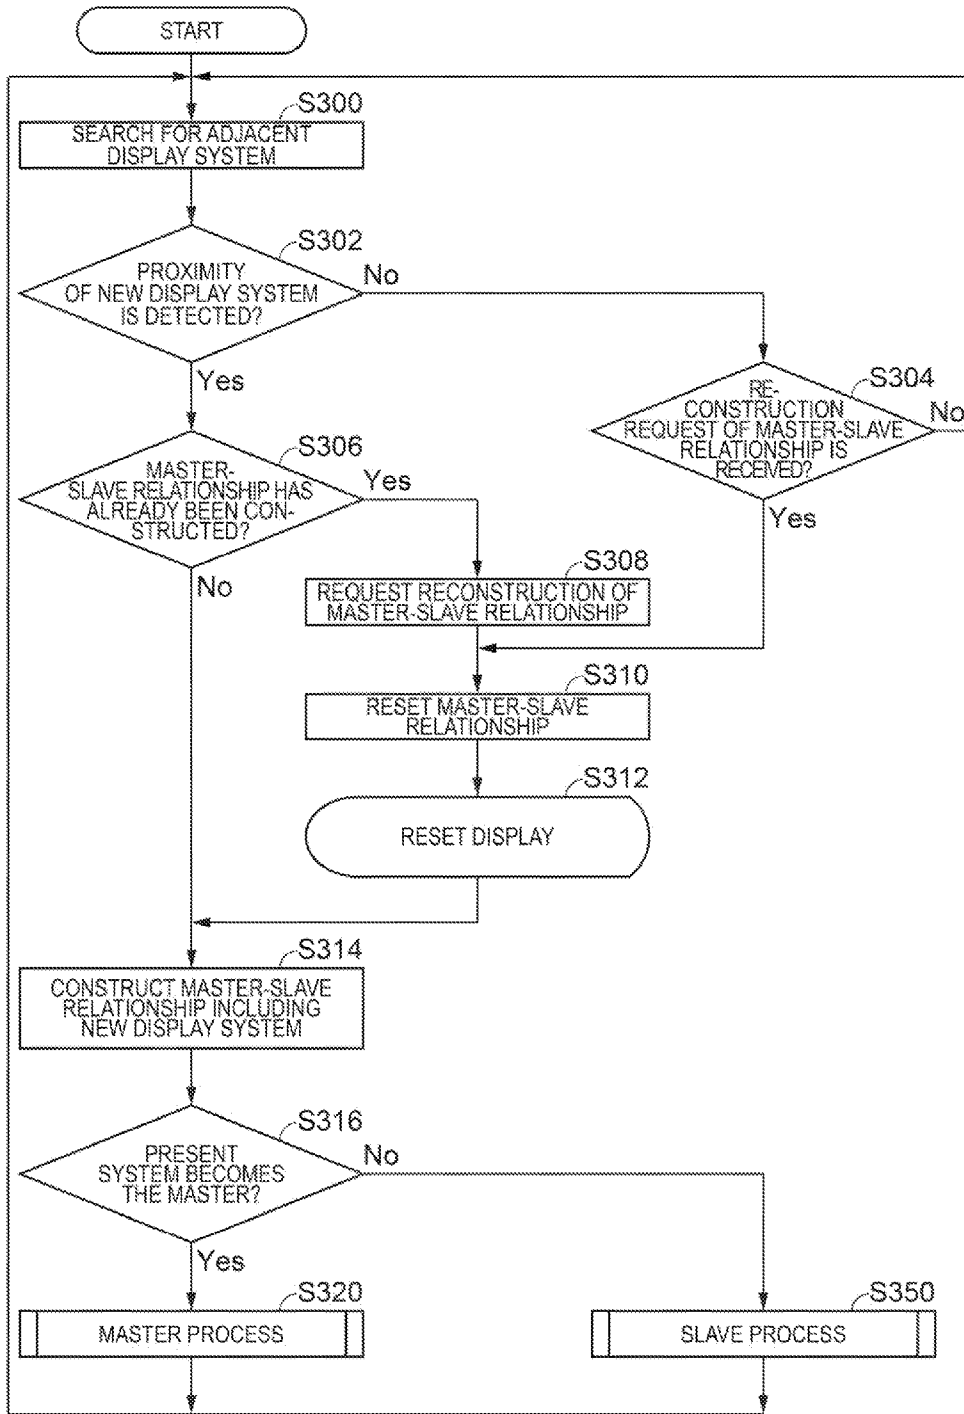 START
S300
SEARCH FOR ADJACENT
DISPLAY SYSTEM
S302
PROXIMITY
OF NEW DISPLAY SYSTEM
IS DETECTED?
No
Yes
S304
RE-
CONSTRUCTION
REQUEST OF MASTER-SLAVE
RELATIONSHIP IS
RECEIVED?
No
Yes
S306
MASTER-
SLAVE RELATIONSHIP HAS
ALREADY BEEN CON-
STRUCTED?
Yes
No
S308
REQUEST RECONSTRUCTION OF
MASTER-SLAVE RELATIONSHIP
S310
RESET MASTER-SLAVE
RELATIONSHIP
S312
RESET DISPLAY
S314
CONSTRUCT MASTER-SLAVE
RELATIONSHIP INCLUDING
NEW DISPLAY SYSTEM
S316
PRESENT
SYSTEM BECOMES
THE MASTER?
No
Yes
S320
MASTER PROCESS
S350
SLAVE PROCESS